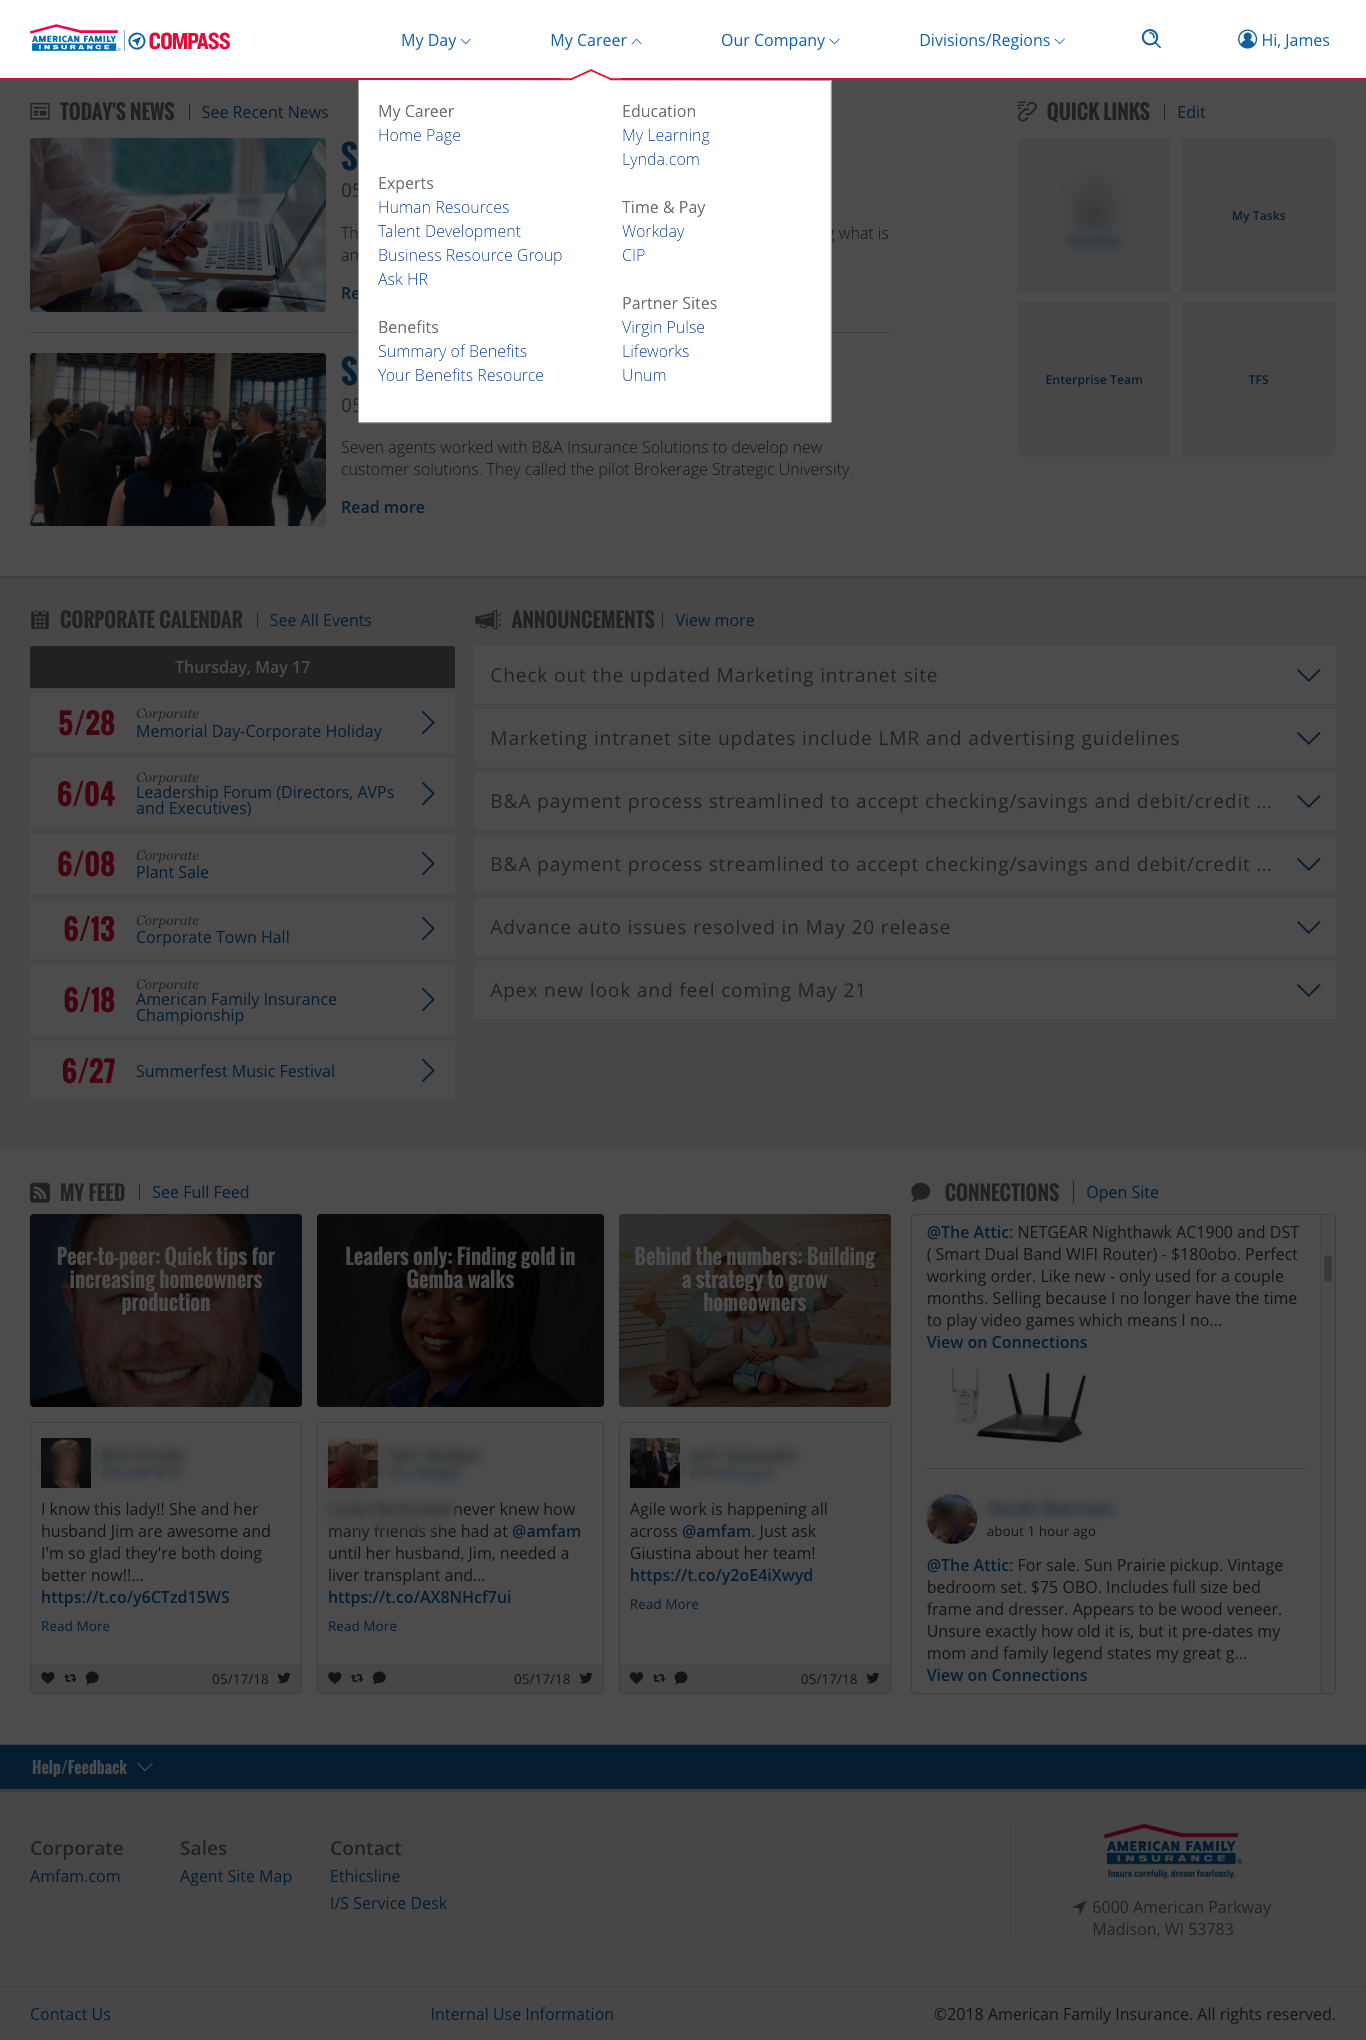 AMERICAN FAMILY
INSURANCE
COMPASS
My Day
My Career
Our Company
Divisions/Regions
Hi, James
My Career
Home Page
Experts
Human Resources
Talent Development
Business Resource Group
Ask HR
Benefits
Summary of Benefits
Your Benefits Resource
Education
My Learning
Lynda.com
Time & Pay
Workday
CIP
Partner Sites
Virgin Pulse
Lifeworks
Unum
TODAY'S NEWS
See Recent News
S
05
Th
what is
an
Re
S
05
Seven agents worked with B&A Insurance Solutions to develop new
customer solutions. They called the pilot Brokerage Strategic University.
Read more
QUICK LINKS
Edit
My Tasks
Enterprise Team
TFS
CORPORATE CALENDAR
See All Events
Thursday, May 17
5/28
Corporate
Memorial Day-Corporate Holiday
6/04
Corporate
Leadership Forum (Directors, AVPs
and Executives)
6/08
Corporate
Plant Sale
6/13
Corporate
Corporate Town Hall
6/18
Corporate
American Family Insurance
Championship
6/27
Summerfest Music Festival
ANNOUNCEMENTS
View more
Check out the updated Marketing intranet site
Marketing intranet site updates include LMR and advertising guidelines
B&A payment process streamlined to accept checking/savings and debit/credit ...
B&A payment process streamlined to accept checking/savings and debit/credit ...
Advance auto issues resolved in May 20 release
Apex new look and feel coming May 21
MY FEED
See Full Feed
Peer-to-peer: Quick tips for
increasing homeowners
production
Leaders only: Finding gold in
Gemba walks
Behind the numbers: Building
a strategy to grow
homeowners
I know this lady!! She and her
husband Jim are awesome and
I'm so glad they're both doing
better now!!...
https://t.co/y6CTzd15WS
Read More
05/17/18
never knew how
many friends she had at @amfam
until her husband, Jim, needed a
liver transplant and...
https://t.co/AX8NHcf7ui
Read More
05/17/18
Agile work is happening all
across @amfam. Just ask
Giustina about her team!
https://t.co/y2oE4iXwyd
Read More
05/17/18
CONNECTIONS
Open Site
@The Attic: NETGEAR Nighthawk AC1900 and DST
( Smart Dual Band WIFI Router) - $180obo. Perfect
working order. Like new - only used for a couple
months. Selling because I no longer have the time
to play video games which means I no...
View on Connections
about 1 hour ago
@The Attic: For sale. Sun Prairie pickup. Vintage
bedroom set. $75 OBO. Includes full size bed
frame and dresser. Appears to be wood veneer.
Unsure exactly how old it is, but it pre-dates my
mom and family legend states my great g...
View on Connections
Help/Feedback
Corporate
Amfam.com
Sales
Agent Site Map
Contact
Ethicsline
I/S Service Desk
AMERICAN FAMILY
INSURANCE
Insure carefully, dream fearlessly.
6000 American Parkway
Madison, WI 53783
Contact Us
Internal Use Information
©2018 American Family Insurance. All rights reserved.